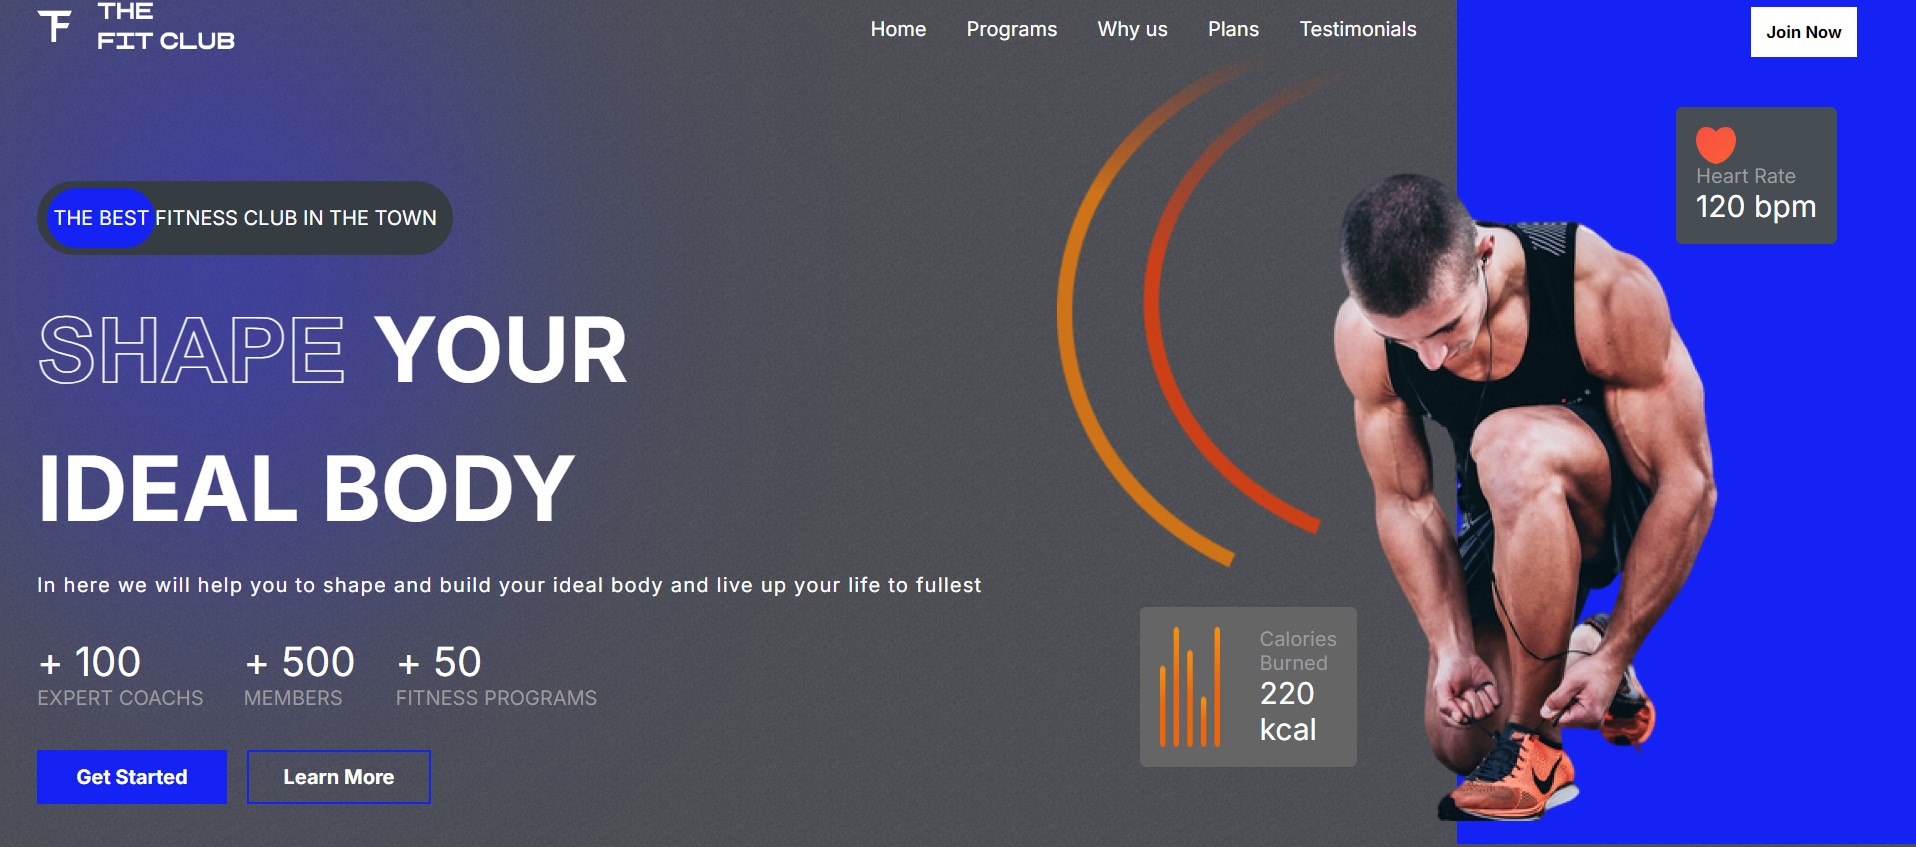 THE
FIT CLUB
Home Programs Why us Plans Testimonials
Join Now
THE BEST FITNESS CLUB IN THE TOWN
SHAPE YOUR
IDEAL BODY
In here we will help you to shape and build your ideal body and live up your life to fullest
+ 100
EXPERT COACHS
+ 500
MEMBERS
+ 50
FITNESS PROGRAMS
Get Started
Learn More
Heart Rate
120 bpm
Calories
Burned
220
kcal